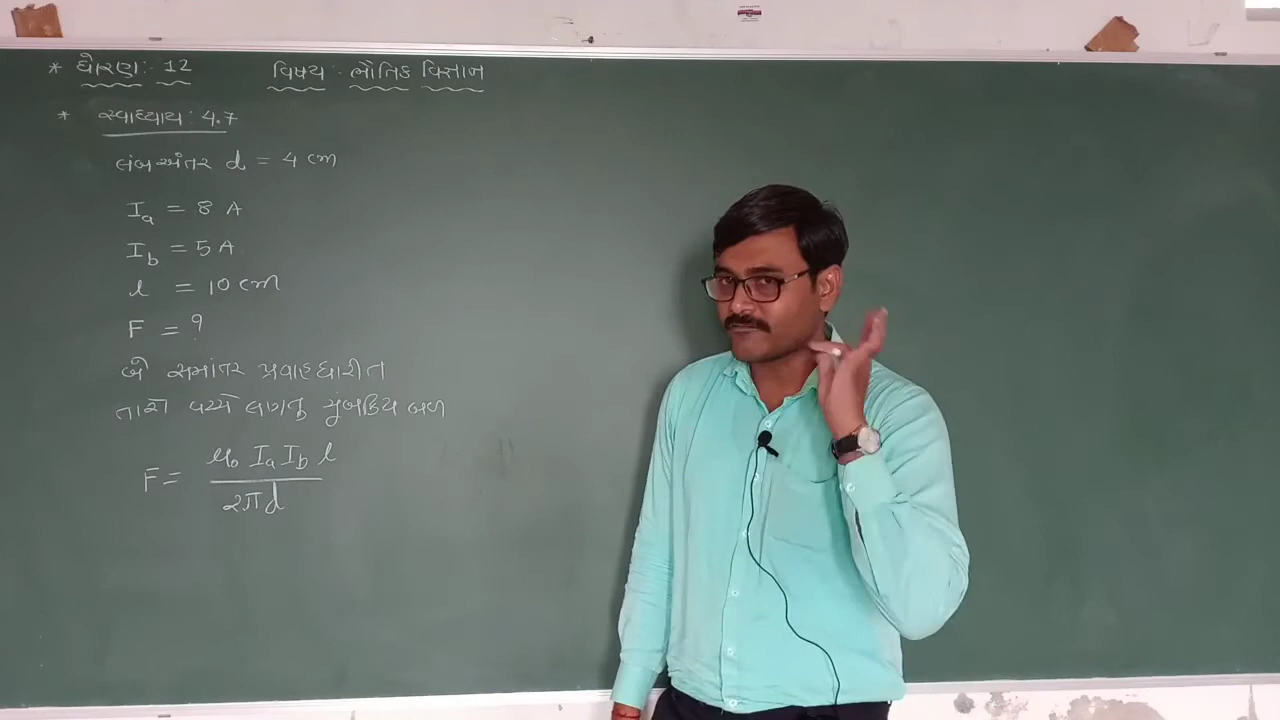 * ધોરણ:- 12 વિષય :- ભૌતિક વિજ્ઞાન
* સ્વાધ્યાય: 4.7
લંબઅંતર d = 4 cm
Iₐ = 8 A
I_b = 5 A
l = 10 cm
F = ?
બે સમાંતર પ્રવાહધારીત
તારો વચ્ચે લાગતુ ચુંબકિય બળ
F = μ₀ Iₐ I_b l / 2πd